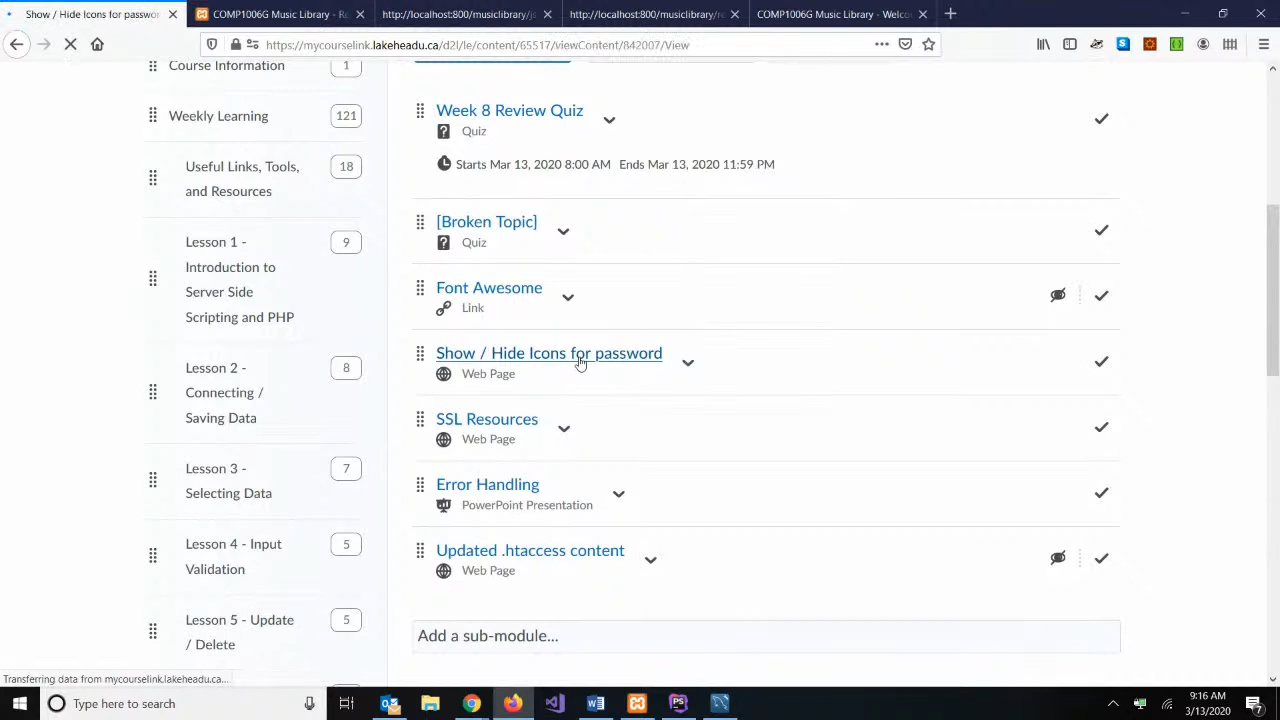 Show / Hide Icons for passwor
COMP1006G Music Library - Re
http://localhost:800/musiclibrary/js
http://localhost:800/musiclibrary/re
COMP1006G Music Library - Welco
https://mycourselink.lakeheadu.ca/d2l/le/content/65517/viewContent/842007/View
Course Information
1
Weekly Learning
121
Useful Links, Tools,
and Resources
18
Lesson 1 -
Introduction to
Server Side
Scripting and PHP
9
Lesson 2 -
Connecting /
Saving Data
8
Lesson 3 -
Selecting Data
7
Lesson 4 - Input
Validation
5
Lesson 5 - Update
/ Delete
5
Week 8 Review Quiz
Quiz
Starts Mar 13, 2020 8:00 AM Ends Mar 13, 2020 11:59 PM
[Broken Topic]
Quiz
Font Awesome
Link
Show / Hide Icons for password
Web Page
SSL Resources
Web Page
Error Handling
PowerPoint Presentation
Updated .htaccess content
Web Page
Add a sub-module...
Transferring data from mycourselink.lakeheadu.ca...
Type here to search
9:16 AM
3/13/2020
7